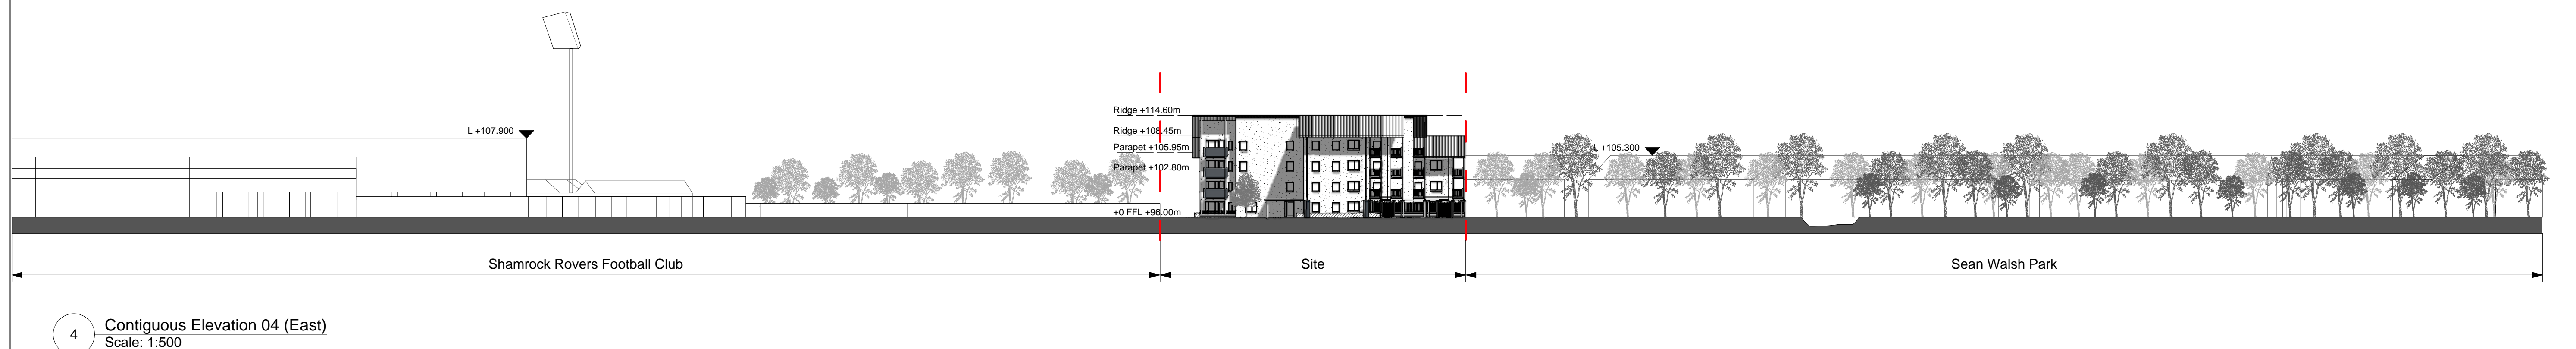 Ridge +114.60m
L +107.900
Ridge +108.45m
Parapet +105.95m
L +105.300
Parapet +102.80m
+0 FFL +96.00m
Shamrock Rovers Football Club
Site
Sean Walsh Park
4
Contiguous Elevation 04 (East)
Scale: 1:500